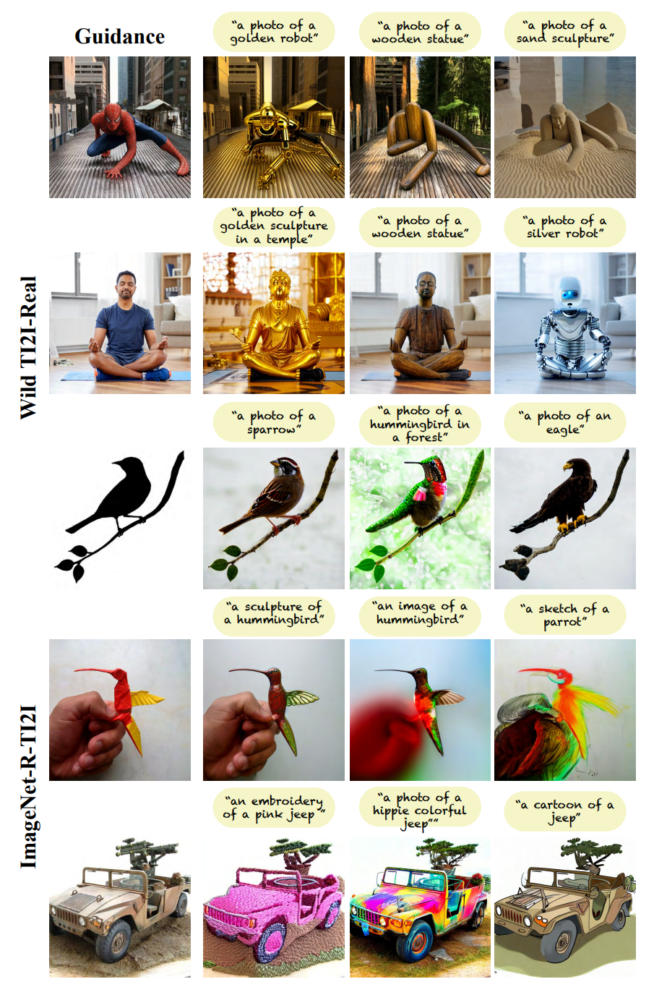 Guidance
“a photo of a
golden robot”
“a photo of a
wooden statue”
“a photo of a
sand sculpture”
Wild TI2I-Real
“a photo of a
golden sculpture
in a temple”
“a photo of a
wooden statue”
“a photo of a
silver robot”
“a photo of a
sparrow”
“a photo of a
hummingbird in
a forest”
“a photo of an
eagle”
ImageNet-R-TI2I
“a sculpture of
a hummingbird”
“an image of a
hummingbird”
“a sketch of a
parrot”
“an embroidery
of a pink jeep ”
“a photo of a
hippie colorful
jeep””
“a cartoon of a
jeep”